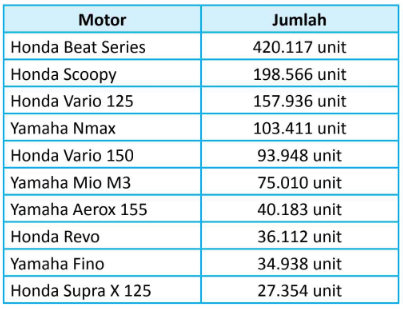 Motor Jumlah
Honda Beat Series 420.117 unit
Honda Scoopy 198.566 unit
Honda Vario 125 157.936 unit
Yamaha Nmax 103.411 unit
Honda Vario 150 93.948 unit
Yamaha Mio M3 75.010 unit
Yamaha Aerox 155 40.183 unit
Honda Revo 36.112 unit
Yamaha Fino 34.938 unit
Honda Supra X 125 27.354 unit